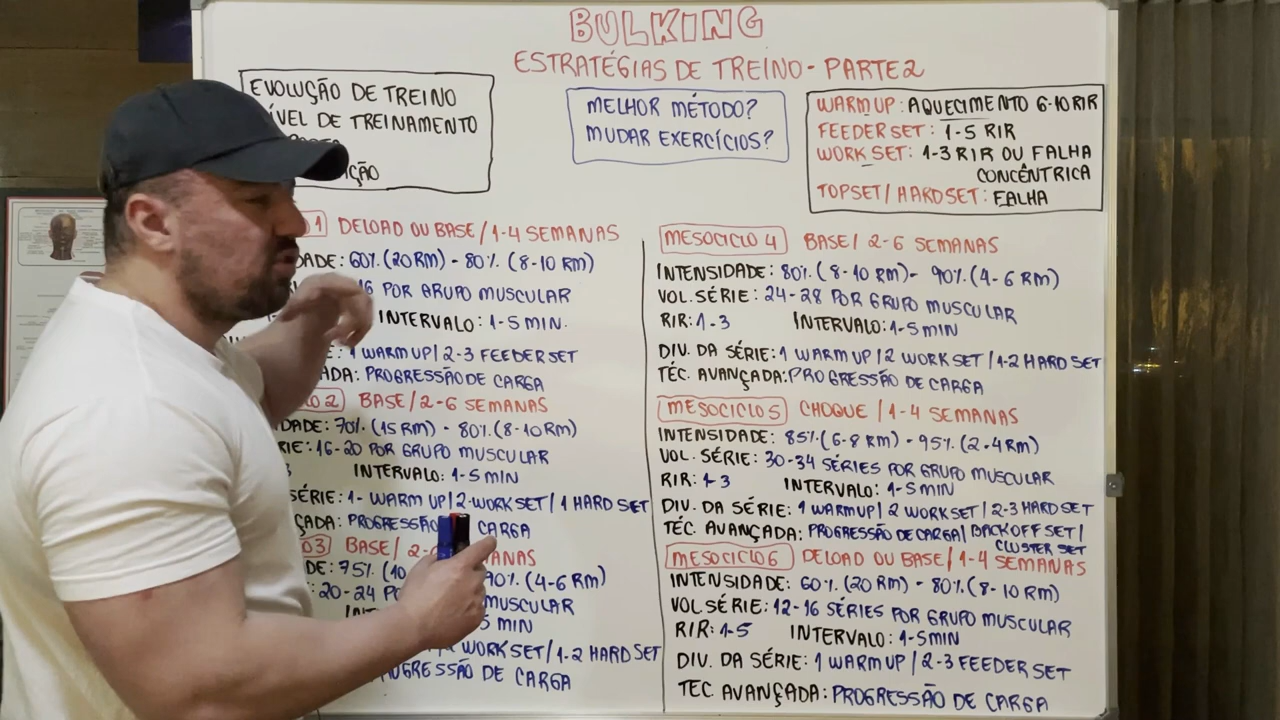 BULKING
ESTRATÉGIAS DE TREINO - PARTE 2
EVOLUÇÃO DE TREINO
ÍVEL DE TREINAMENTO
ÇÃO
MELHOR MÉTODO?
MUDAR EXERCÍCIOS?
WARM UP: AQUECIMENTO 6-10 RIR
FEEDER SET: 1-5 RIR
WORK SET: 1-3 RIR OU FALHA
CONCÊNTRICA
TOPSET/HARDSET: FALHA
1 DELOAD OU BASE/1-4 SEMANAS
DADE: 60% (20 RM) - 80% (8-10 RM)
16 POR GRUPO MUSCULAR
INTERVALO: 1-5 MIN.
E: 1 WARM UP/ 2-3 FEEDER SET
ADA: PROGRESSÃO DE CARGA
LO 2 BASE/2-6 SEMANAS
DADE: 70% (15 RM) - 80% (8-10 RM)
RIE: 16-20 POR GRUPO MUSCULAR
3 INTERVALO: 1-5 MIN
SÉRIE: 1- WARM UP/2-WORK SET/ 1 HARD SET
ÇADA: PROGRESSÃO CARGA
O3 BASE/ 2- ANAS
DE: 75% (10 90% (4-6 RM)
: 20-24 PO MUSCULAR
5 MIN
WORK SET/ 1-2 HARD SET
OGRESSÃO DE CARGA
MESOCICLO 4 BASE/ 2-6 SEMANAS
INTENSIDADE: 80% (8-10 RM) - 90% (4-6 RM)
VOL. SÉRIE: 24-28 POR GRUPO MUSCULAR
RIR: 1-3 INTERVALO: 1-5 MIN
DIV. DA SÉRIE: 1 WARM UP/ 2 WORK SET /1-2 HARD SET
TÉC. AVANÇADA: PROGRESSÃO DE CARGA
MESOCICLO 5 CHOQUE / 1-4 SEMANAS
INTENSIDADE: 85% (6-8 RM) - 95% (2-4 RM)
VOL. SÉRIE: 30-34 SÉRIES POR GRUPO MUSCULAR
RIR: 1-3 INTERVALO: 1-5 MIN
DIV. DA SÉRIE: 1 WARM UP/ 2 WORK SET / 2-3 HARD SET
TÉC. AVANÇADA: PROGRESSÃO DE CARGA/ BACKOFF SET/
CLUSTER SET
MESOCICLO 6 DELOAD OU BASE/1-4 SEMANAS
INTENSIDADE: 60% (20 RM) - 80% (8-10 RM)
VOL SÉRIE: 12-16 SÉRIES POR GRUPO MUSCULAR
RIR: 1-5 INTERVALO: 1-5MIN
DIV. DA SÉRIE: 1 WARM UP / 2-3 FEEDER SET
TEC AVANÇADA: PROGRESSÃO DE CARGA